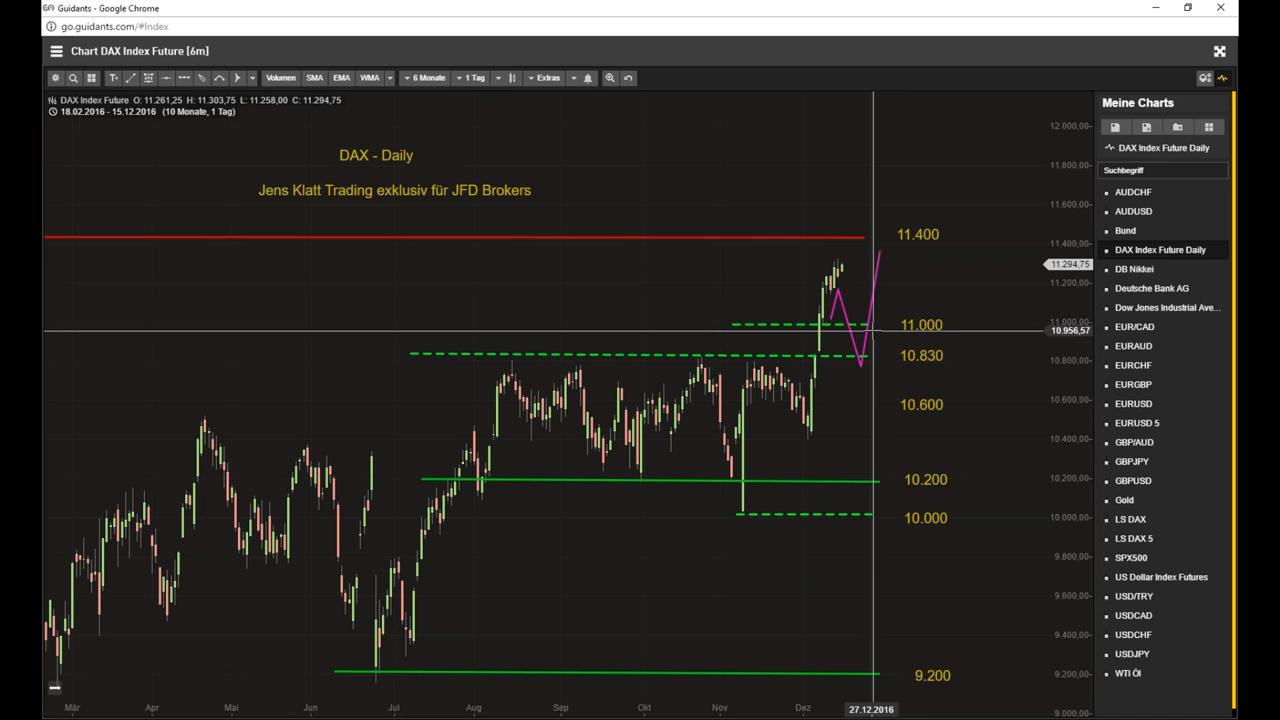 Guidants - Google Chrome
go.guidants.com/#Index
Chart DAX Index Future [6m]
Volumen SMA EMA WMA 6 Monate 1 Tag Extras
DAX Index Future O: 11.261,25 H: 11.303,75 L: 11.258,00 C: 11.294,75
18.02.2016 - 15.12.2016 (10 Monate, 1 Tag)
DAX - Daily
Jens Klatt Trading exklusiv für JFD Brokers
11.400
11.000
10.830
10.600
10.200
10.000
9.200
12.000,00
11.800,00
11.600,00
11.400,00
11.294,75
11.200,00
11.000,00
10.956,57
10.800,00
10.600,00
10.400,00
10.200,00
10.000,00
9.800,00
9.600,00
9.400,00
9.200,00
9.000,00
Mär Apr Mai Jun Jul Aug Sep Okt Nov Dez 27.12.2016
Meine Charts
DAX Index Future Daily
Suchbegriff
AUDCHF
AUDUSD
Bund
DAX Index Future Daily
DB Nikkei
Deutsche Bank AG
Dow Jones Industrial Ave...
EUR/CAD
EURAUD
EURCHF
EURGBP
EURUSD
EURUSD 5
GBP/AUD
GBPJPY
GBPUSD
Gold
LS DAX
LS DAX 5
SPX500
US Dollar Index Futures
USD/TRY
USDCAD
USDCHF
USDJPY
WTI Öl